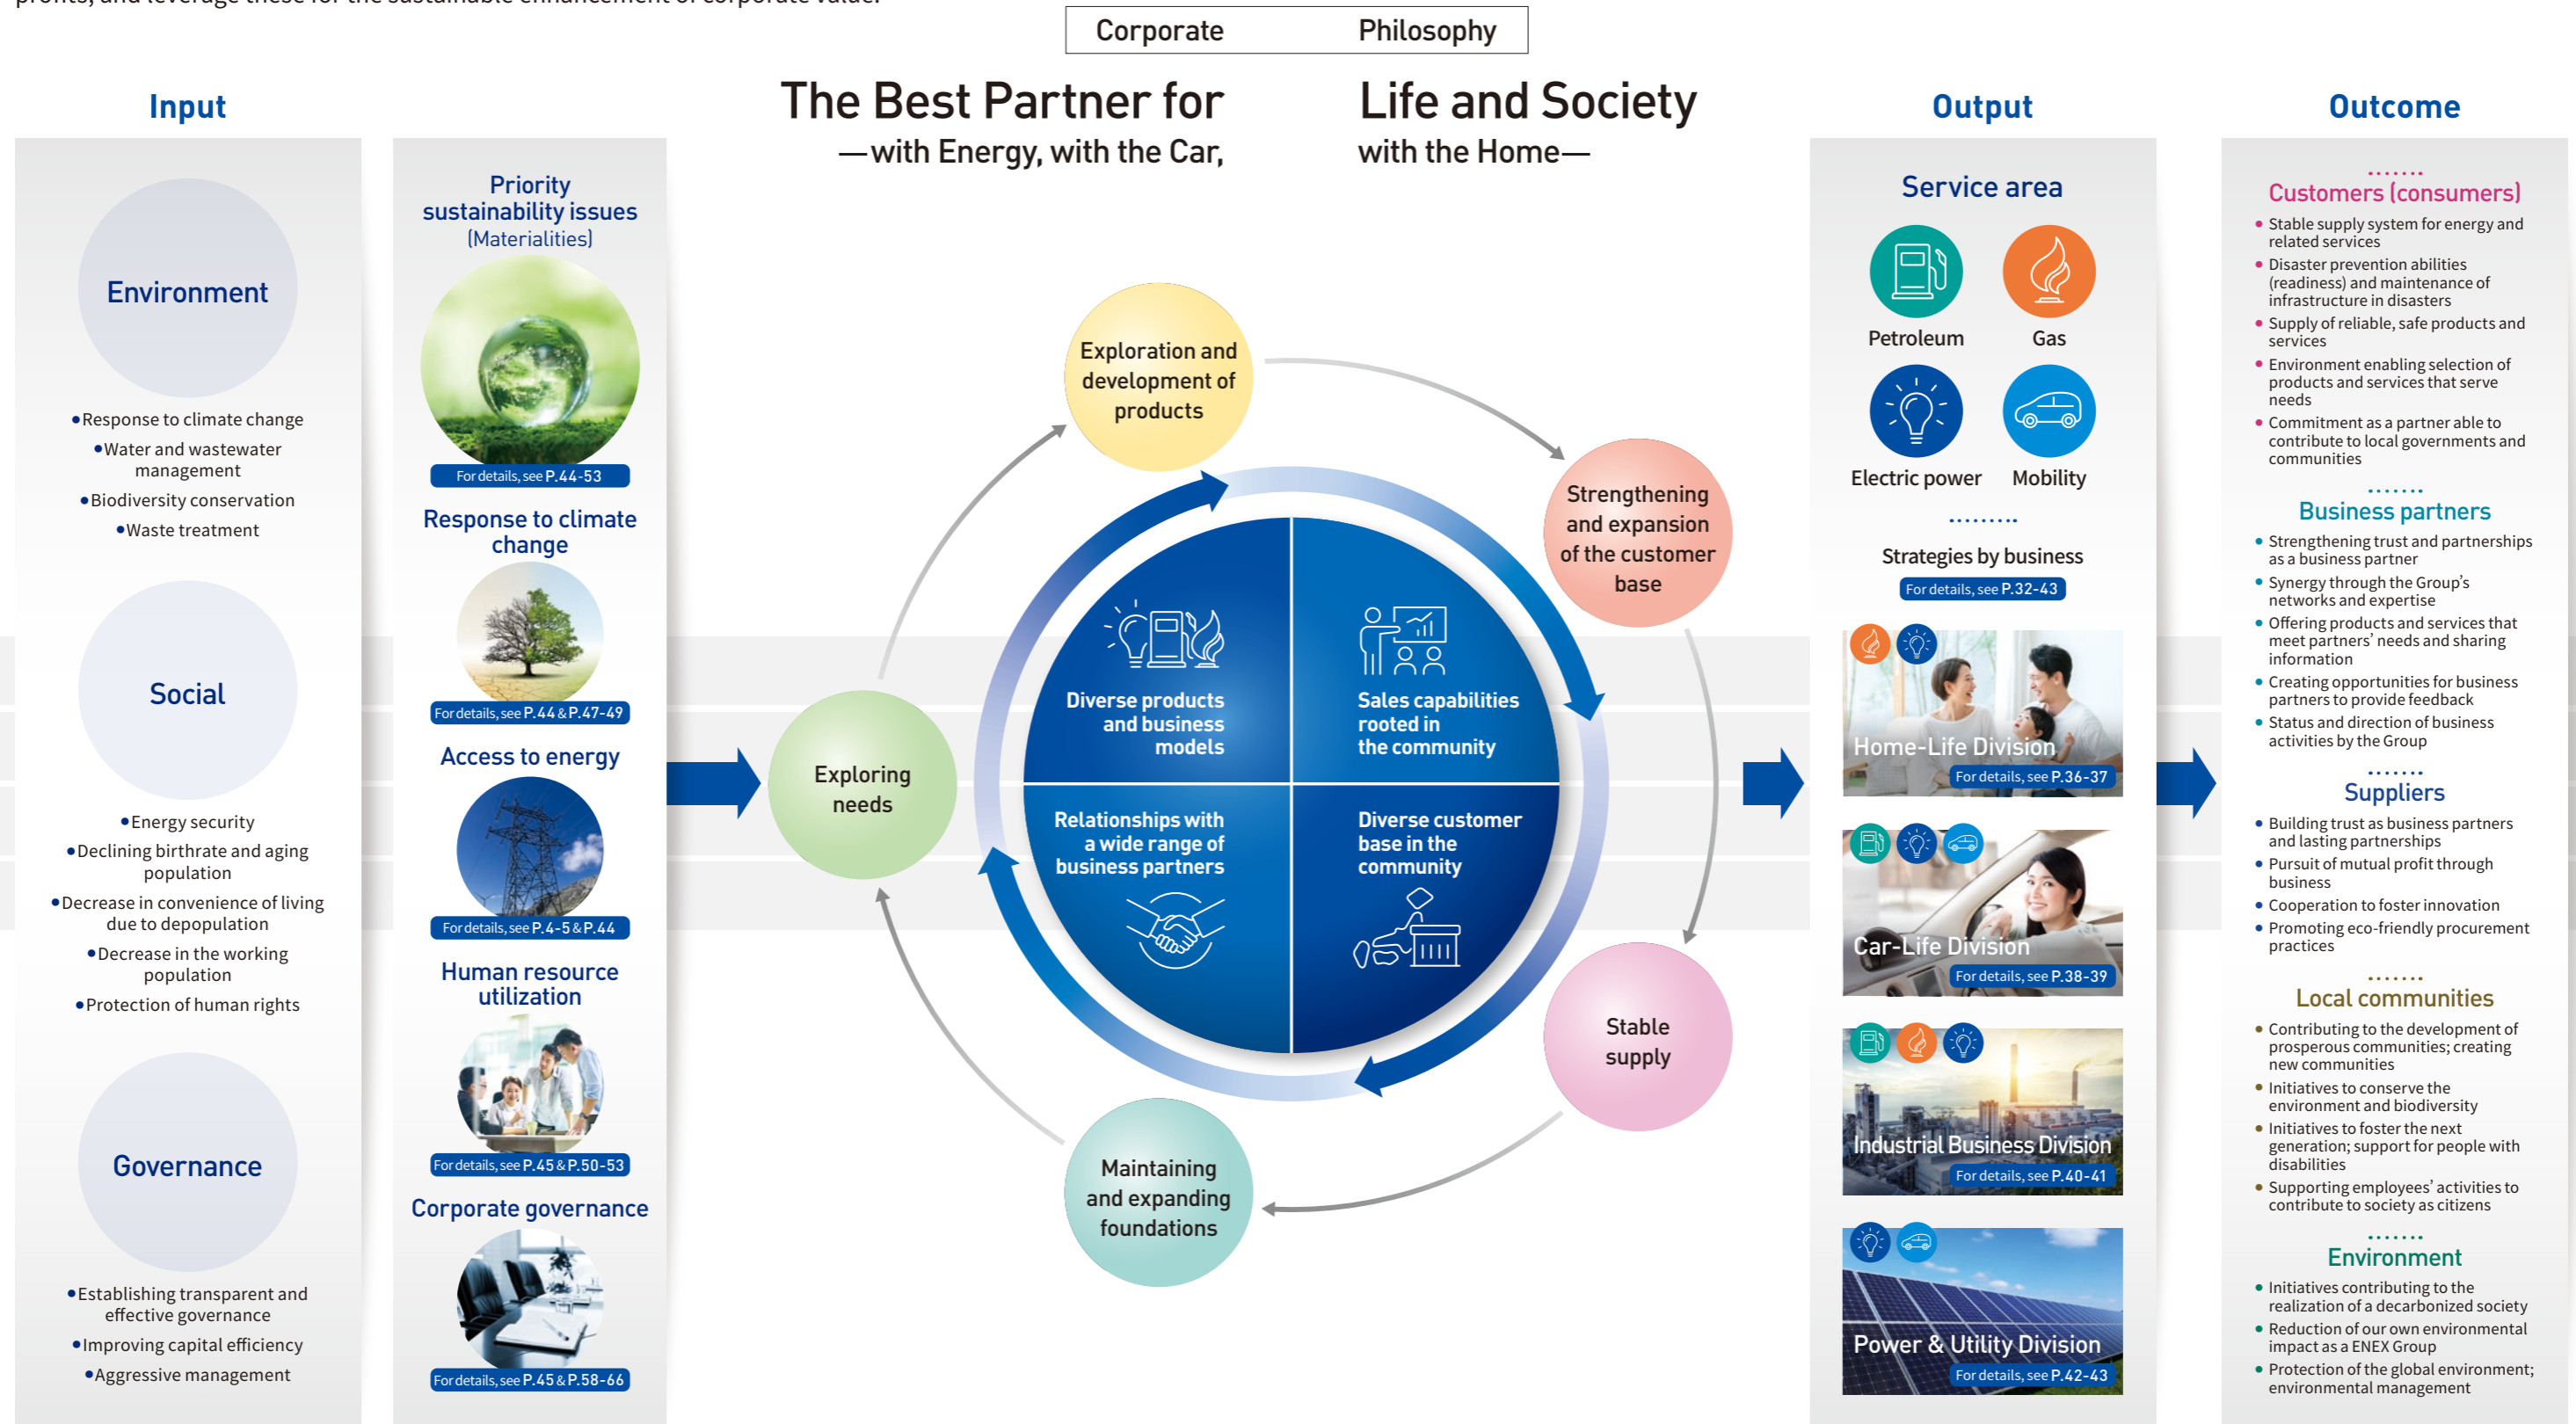 profits, and leverage these for the sustainable enhancement of corporate value.
Corporate Philosophy
The Best Partner for Life and Society
—with Energy, with the Car, with the Home—
Input
Environment
●Response to climate change
●Water and wastewater
management
●Biodiversity conservation
●Waste treatment
Social
●Energy security
●Declining birthrate and aging
population
●Decrease in convenience of living
due to depopulation
●Decrease in the working
population
●Protection of human rights
Governance
●Establishing transparent and
effective governance
●Improving capital efficiency
●Aggressive management
Priority
sustainability issues
(Materialities)
For details, see P.44-53
Response to climate
change
For details, see P.44 & P.47-49
Access to energy
For details, see P.4-5 & P.44
Human resource
utilization
For details, see P.45 & P.50-53
Corporate governance
For details, see P.45 & P.58-66
Exploring
needs
Exploration and
development of
products
Strengthening
and expansion
of the customer
base
Stable
supply
Maintaining
and expanding
foundations
Diverse products
and business
models
Sales capabilities
rooted in
the community
Relationships with
a wide range of
business partners
Diverse customer
base in the
community
Output
Service area
Petroleum
Gas
Electric power
Mobility
Strategies by business
For details, see P.32-43
Home-Life Division
For details, see P.36-37
Car-Life Division
For details, see P.38-39
Industrial Business Division
For details, see P.40-41
Power & Utility Division
For details, see P.42-43
Outcome
Customers (consumers)
● Stable supply system for energy and
related services
● Disaster prevention abilities
(readiness) and maintenance of
infrastructure in disasters
● Supply of reliable, safe products and
services
● Environment enabling selection of
products and services that serve
needs
● Commitment as a partner able to
contribute to local governments and
communities
Business partners
● Strengthening trust and partnerships
as a business partner
● Synergy through the Group's
networks and expertise
● Offering products and services that
meet partners' needs and sharing
information
● Creating opportunities for business
partners to provide feedback
● Status and direction of business
activities by the Group
Suppliers
● Building trust as business partners
and lasting partnerships
● Pursuit of mutual profit through
business
● Cooperation to foster innovation
● Promoting eco-friendly procurement
practices
Local communities
● Contributing to the development of
prosperous communities; creating
new communities
● Initiatives to conserve the
environment and biodiversity
● Initiatives to foster the next
generation; support for people with
disabilities
● Supporting employees' activities to
contribute to society as citizens
Environment
● Initiatives contributing to the
realization of a decarbonized society
● Reduction of our own environmental
impact as a ENEX Group
● Protection of the global environment;
environmental management